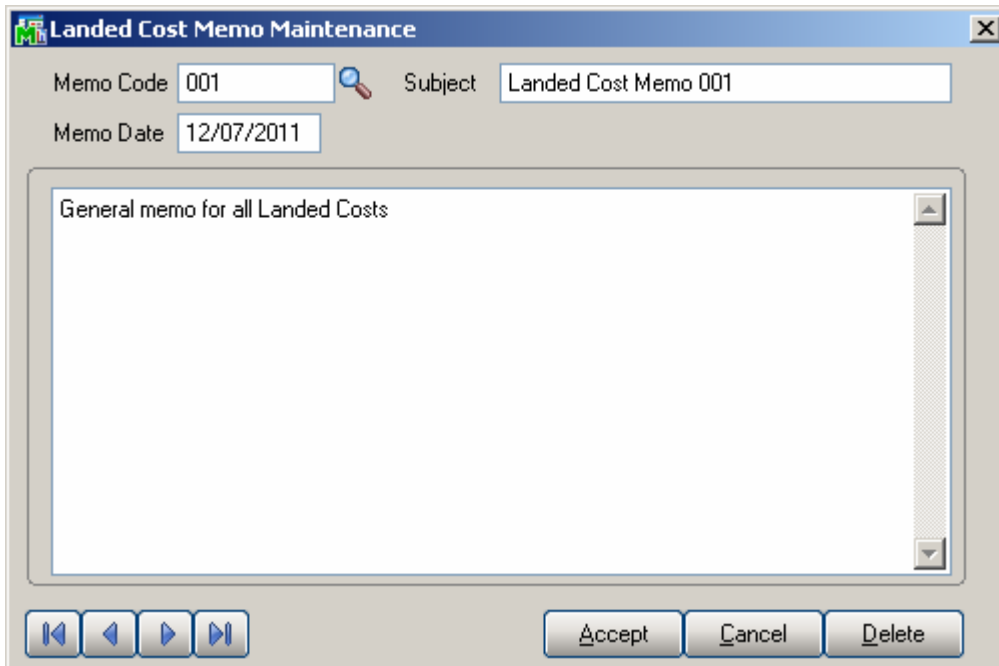 Landed Cost Memo Maintenance
Memo Code 001 Subject Landed Cost Memo 001
Memo Date 12/07/2011
General memo for all Landed Costs
Accept Cancel Delete